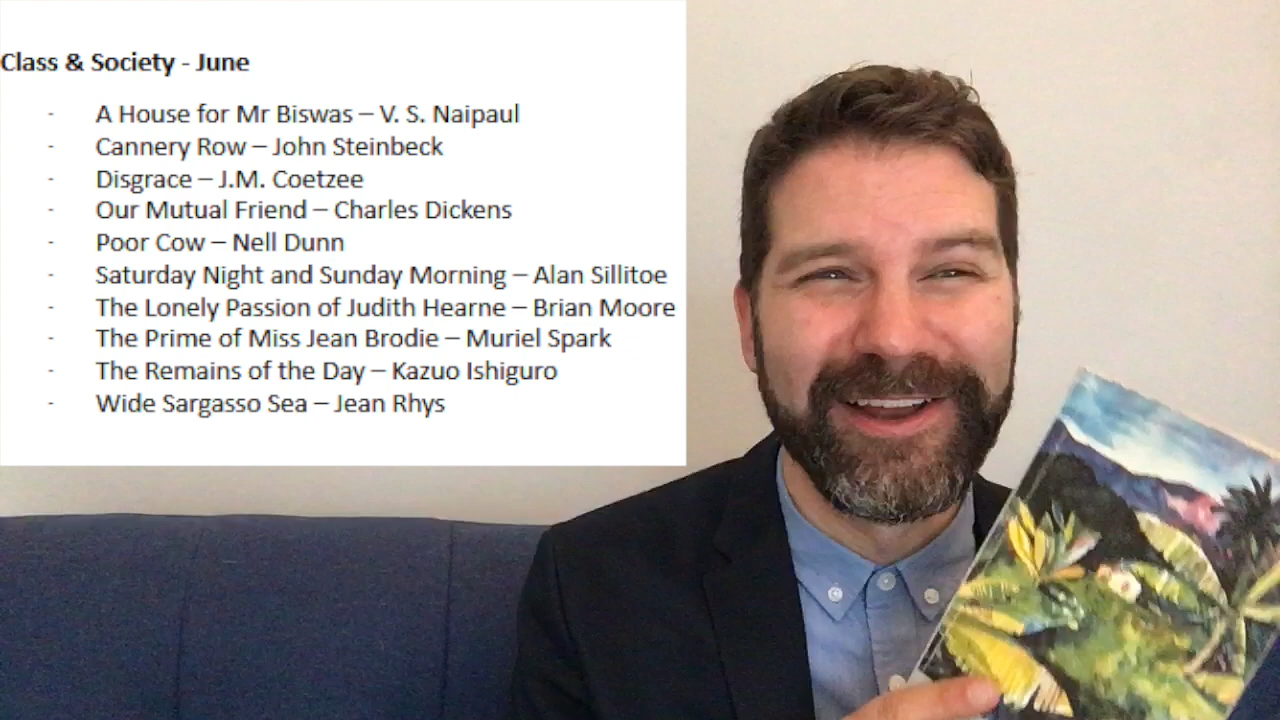 Class & Society - June
- A House for Mr Biswas – V. S. Naipaul
- Cannery Row – John Steinbeck
- Disgrace – J.M. Coetzee
- Our Mutual Friend – Charles Dickens
- Poor Cow – Nell Dunn
- Saturday Night and Sunday Morning – Alan Sillitoe
- The Lonely Passion of Judith Hearne – Brian Moore
- The Prime of Miss Jean Brodie – Muriel Spark
- The Remains of the Day – Kazuo Ishiguro
- Wide Sargasso Sea – Jean Rhys